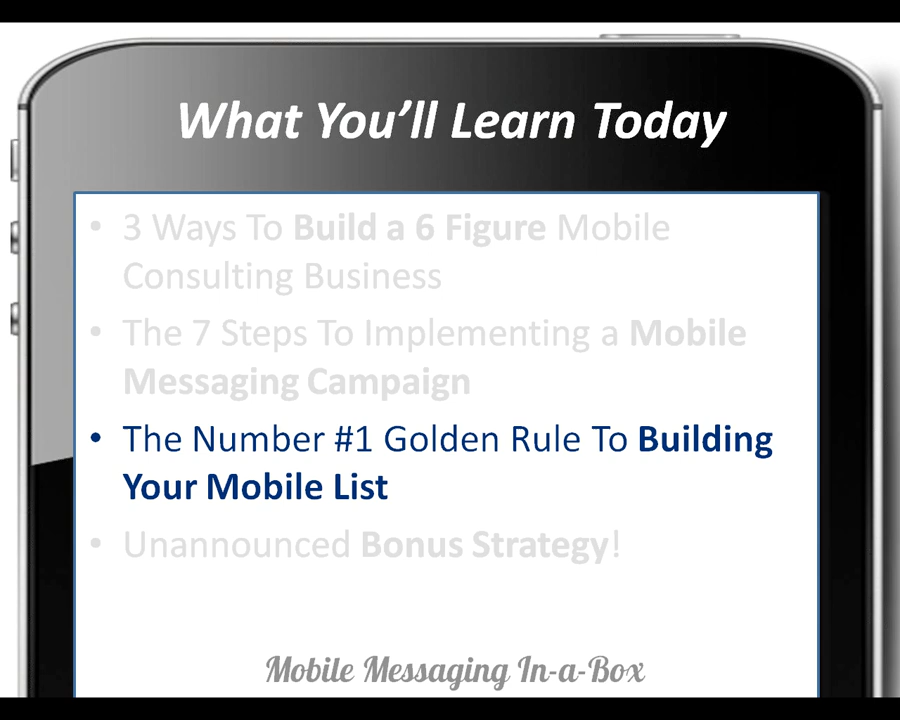 What You’ll Learn Today
• 3 Ways To Build a 6 Figure Mobile
Consulting Business
• The 7 Steps To Implementing a Mobile
Messaging Campaign
• The Number #1 Golden Rule To Building
Your Mobile List
• Unannounced Bonus Strategy!
Mobile Messaging In-a-Box